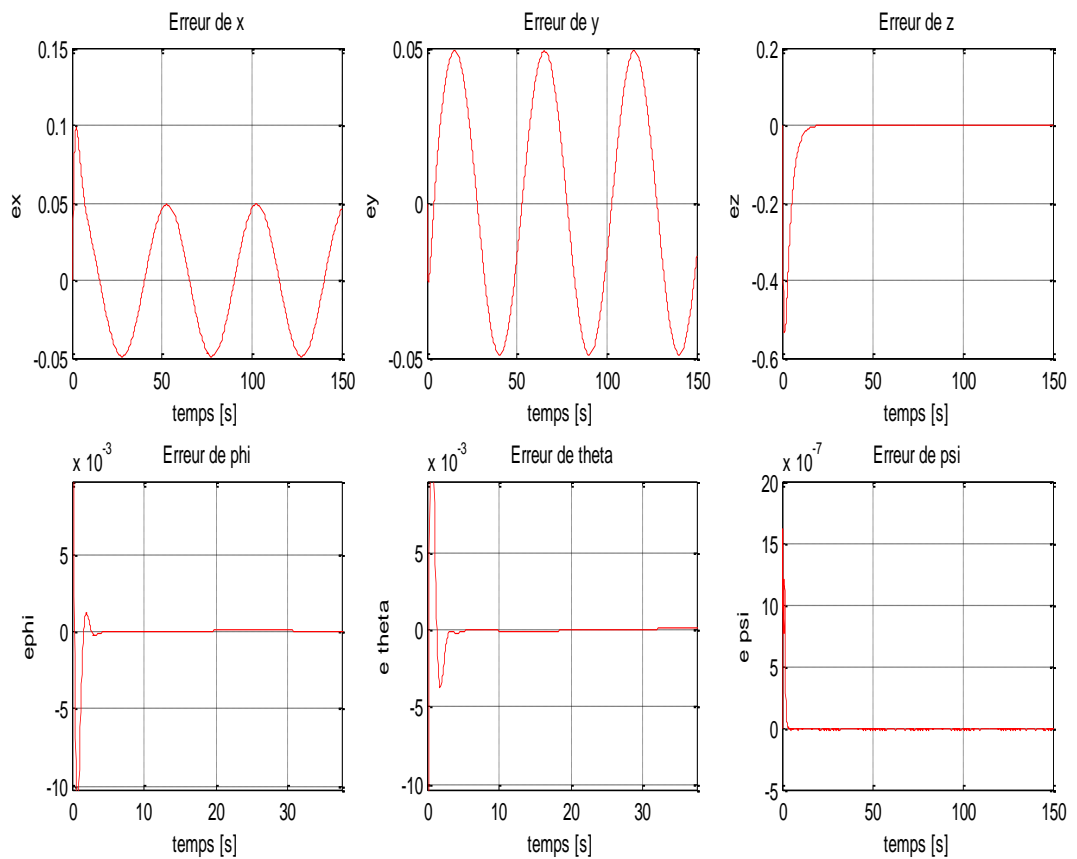 Erreur de x
Erreur de y
Erreur de z
0.15
0.1
0.05
0
-0.05
ex
0 50 100 150
temps [s]
0.05
0
-0.05
ey
0 50 100 150
temps [s]
0.2
0
-0.2
-0.4
-0.6
ez
0 50 100 150
temps [s]
x 10^-3
Erreur de phi
5
0
-5
-10
ephi
0 10 20 30
temps [s]
x 10^-3
Erreur de theta
5
0
-5
-10
e theta
0 10 20 30
temps [s]
x 10^-7
Erreur de psi
20
15
10
5
0
-5
e psi
0 50 100 150
temps [s]